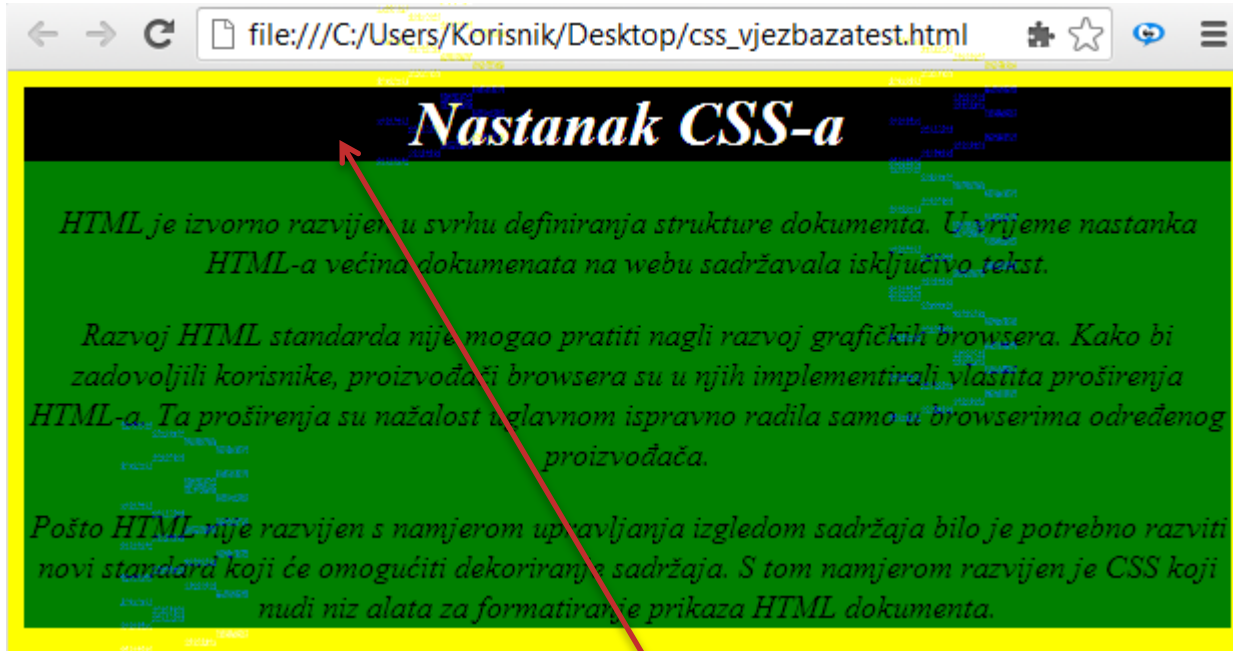 file:///C:/Users/Korisnik/Desktop/css_vjezbazatest.html
Nastanak CSS-a
HTML je izvorno razvijen u svrhu definiranja strukture dokumenta. U vrijeme nastanka
HTML-a većina dokumenata na webu sadržavala isključivo tekst.
Razvoj HTML standarda nije mogao pratiti nagli razvoj grafičkih browsera. Kako bi
zadovoljili korisnike, proizvođači browsera su u njih implementirali vlastita proširenja
HTML-a. Ta proširenja su nažalost uglavnom ispravno radila samo u browserima određenog
proizvođača.
Pošto HTML nije razvijen s namjerom upravljanja izgledom sadržaja bilo je potrebno razviti
novi standard koji će omogućiti dekoriranje sadržaja. S tom namjerom razvijen je CSS koji
nudi niz alata za formatiranje prikaza HTML dokumenta.